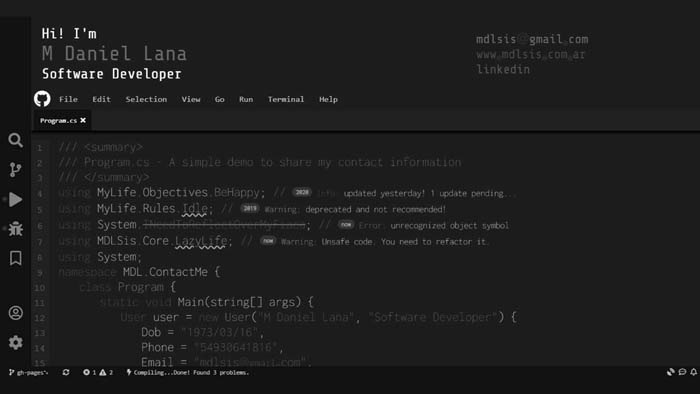 Hi! I'm
M Daniel Lana
Software Developer
mdlsis@gmail.com
www.mdlsis.com.ar
linkedin
File Edit Selection View Go Run Terminal Help
Program.cs ×
1 /// <summary>
2 /// Program.cs - A simple demo to share my contact information
3 /// </summary>
4 using MyLife.Objectives.BeHappy; // 2020 Info: updated yesterday! 1 update pending...
5 using MyLife.Rules.Idle; // 2019 Warning: deprecated and not recommended!
6 using System.INeedToReflectOverMyFiaca; // now Error: unrecognized object symbol
7 using MDLSis.Core.LazyLife; // now Warning: Unsafe code. You need to refactor it.
8 using System;
9 namespace MDL.ContactMe {
10 class Program {
11 static void Main(string[] args) {
12 User user = new User("M Daniel Lana", "Software Developer") {
13 Dob = "1973/03/16",
14 Phone = "54930641816",
15 Email = "mdlsis@gmail.com",
gh-pages* 1 2 Compiling...Done! Found 3 problems.